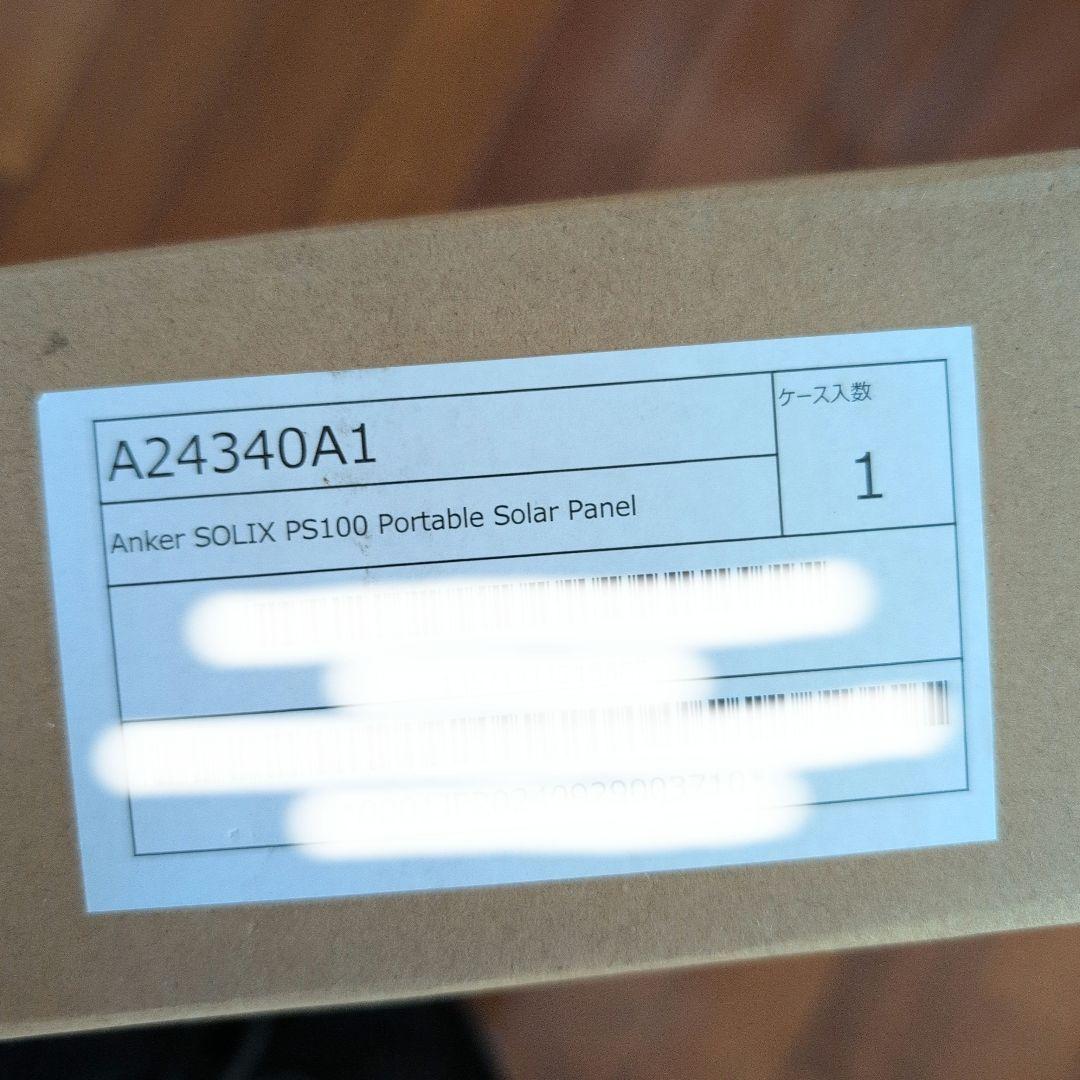 A24340A1
ケース入数
1
Anker SOLIX PS100 Portable Solar Panel